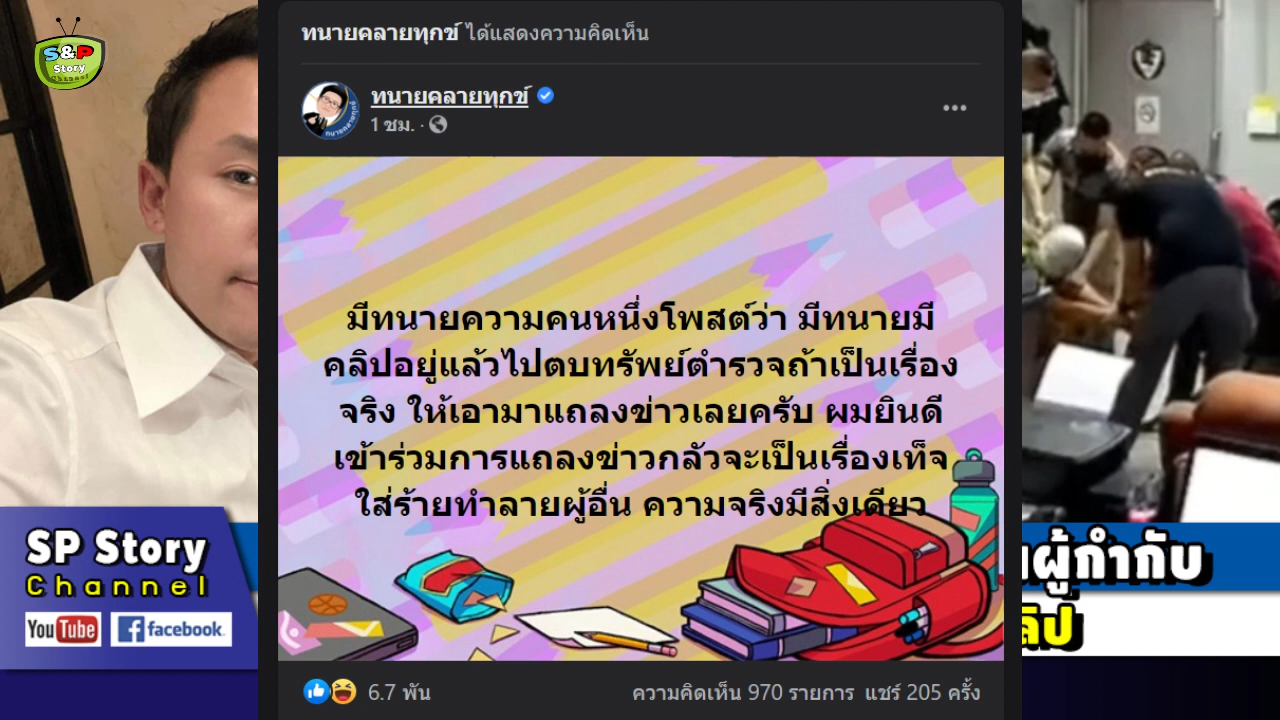 S&P
Story
Channel
ทนายคลายทุกข์ ได้แสดงความคิดเห็น
ทนายคลายทุกข์
1 ชม. ·
มีทนายความคนหนึ่งโพสต์ว่า มีทนายมี
คลิปอยู่แล้วไปตบทรัพย์ตำรวจถ้าเป็นเรื่อง
จริง ให้เอามาแถลงข่าวเลยครับ ผมยินดี
เข้าร่วมการแถลงข่าวกลัวจะเป็นเรื่องเท็จ
ใส่ร้ายทำลายผู้อื่น ความจริงมีสิ่งเดียว
6.7 พัน
ความคิดเห็น 970 รายการ แชร์ 205 ครั้ง
SP Story
Channel
YouTube facebook
ผู้กำกับ
ลิป